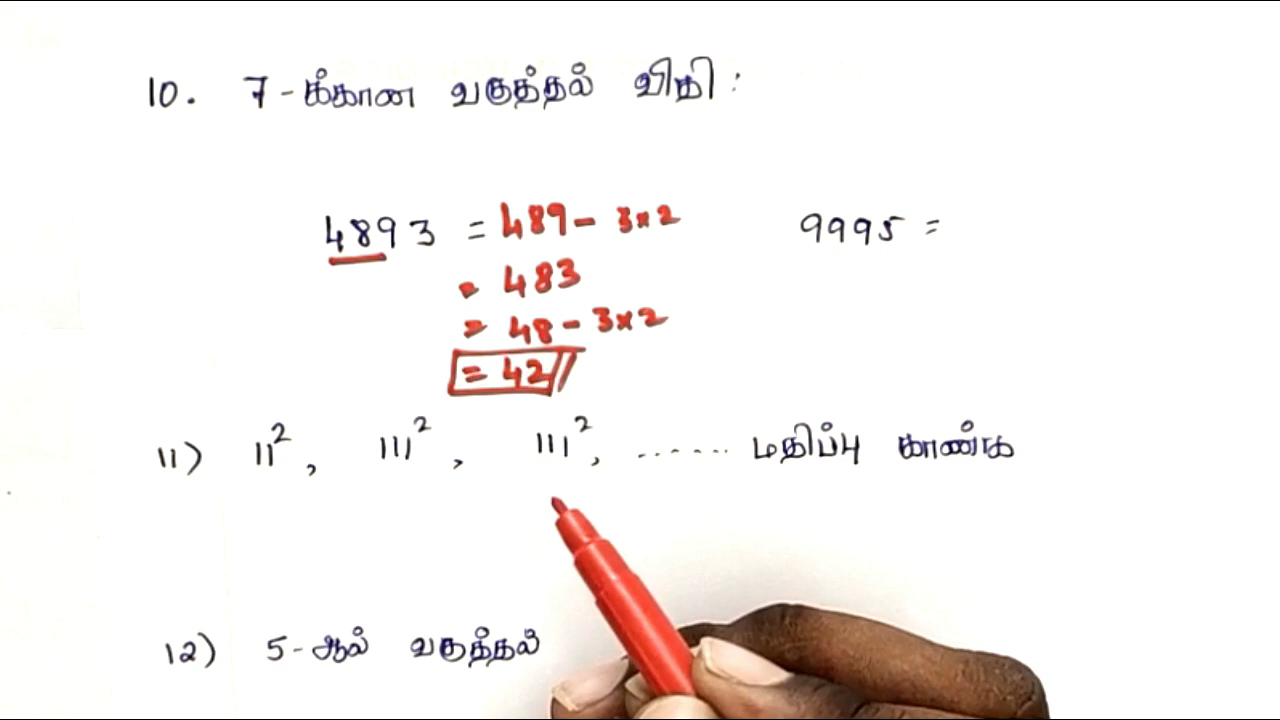 10. 7-க்கான வகுத்தல் விதி :
4893 = 489 - 3×2 9995 =
= 483
= 48 - 3×2
= 42
11) 11², 111², 111², ...... மதிப்பு காண்க
12) 5-ஆல் வகுத்தல்